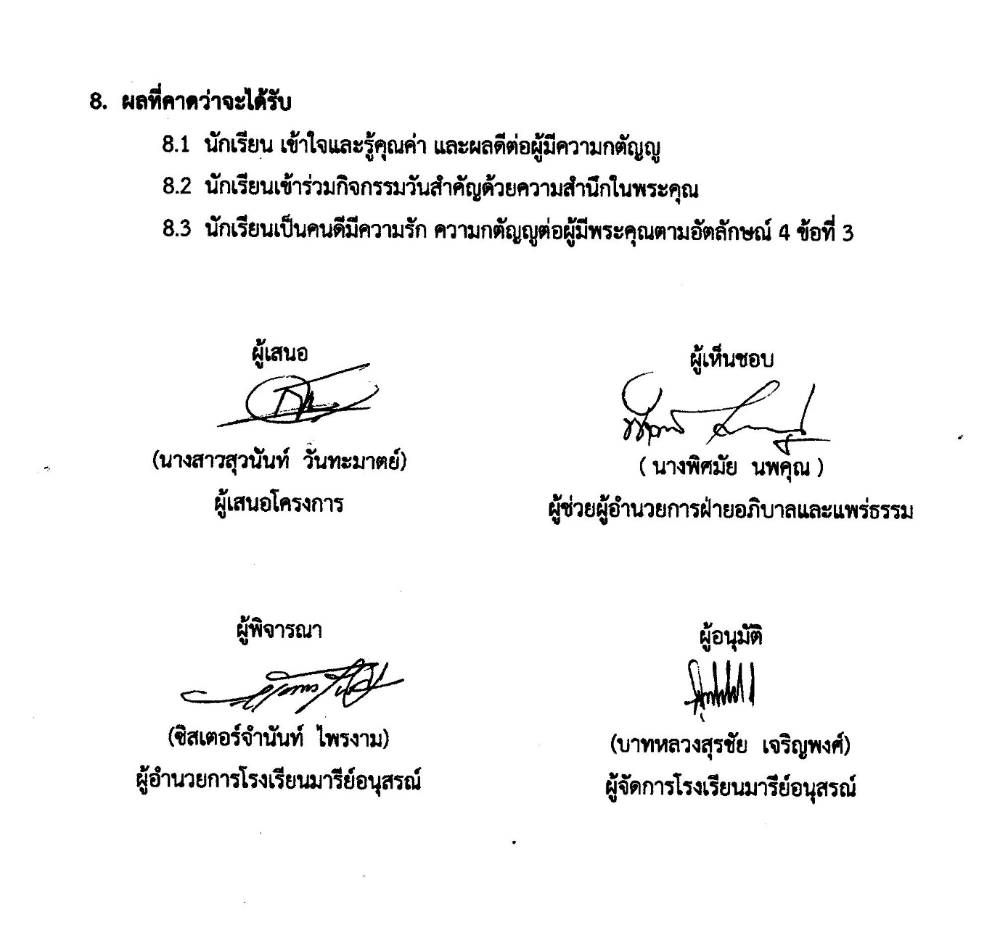 8. ผลที่คาดว่าจะได้รับ
8.1 นักเรียน เข้าใจและรู้คุณค่า และผลดีต่อผู้มีความกตัญญู
8.2 นักเรียนเข้าร่วมกิจกรรมวันสำคัญด้วยความสำนึกในพระคุณ
8.3 นักเรียนเป็นคนดีมีความรัก ความกตัญญูต่อผู้มีพระคุณตามอัตลักษณ์ 4 ข้อที่ 3
ผู้เสนอ
(นางสาวสุวนันท์ วันทะมาตย์)
ผู้เสนอโครงการ
ผู้เห็นชอบ
( นางพิศมัย นพคุณ )
ผู้ช่วยผู้อำนวยการฝ่ายอภิบาลและแพร่ธรรม
ผู้พิจารณา
(ซิสเตอร์จำนันท์ ไพรงาม)
ผู้อำนวยการโรงเรียนมารีย์อนุสรณ์
ผู้อนุมัติ
(บาทหลวงสุรชัย เจริญพงศ์)
ผู้จัดการโรงเรียนมารีย์อนุสรณ์